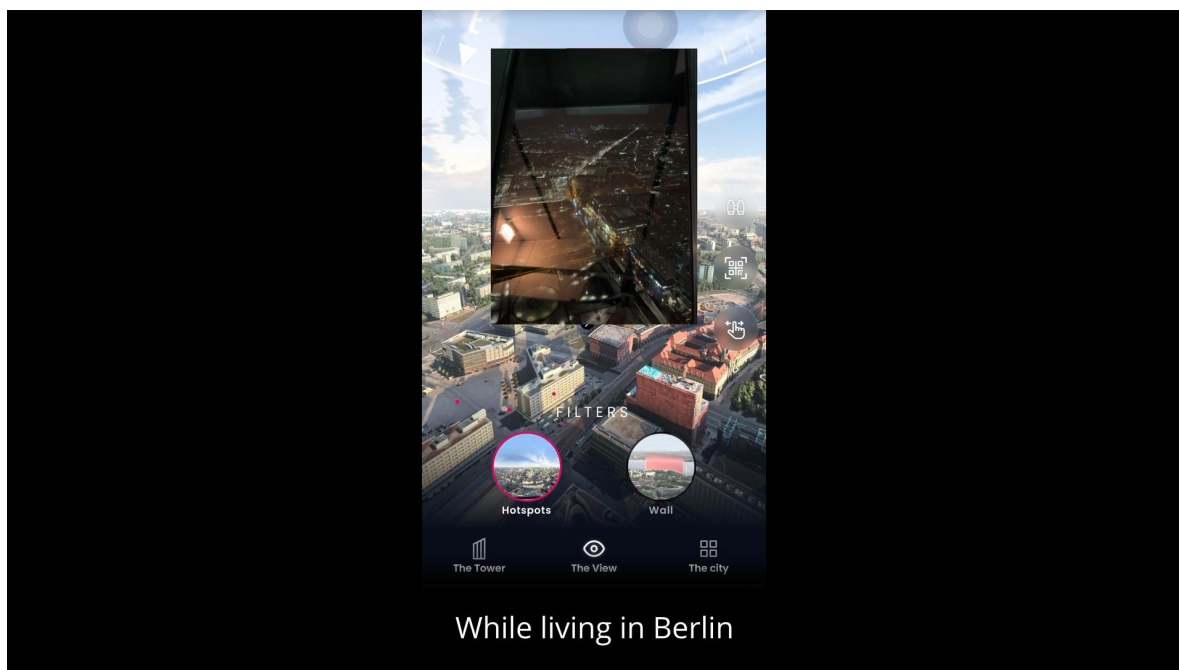 FILTERS
Hotspots
Wall
The Tower
The View
The city
While living in Berlin